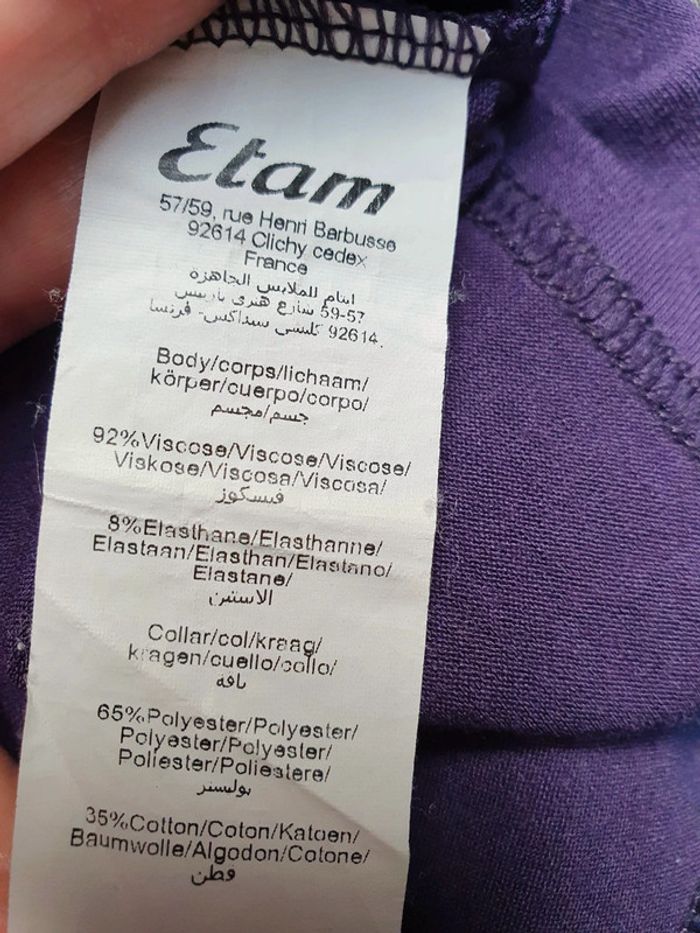 Etam
57/59, rue Henri Barbusse
92614 Clichy cedex
France
ايتام للملابس الجاهزة
59-57 شارع هنري باربيس
92614 كليشي سيداكس- فرنسا.
Body/corps/lichaam/
körper/cuerpo/corpo/
جسم/مجسم
92%Viscose/Viscose/Viscose/
Viskose/Viscosa/Viscosa/
فيسكوز
8%Elasthane/Elasthanne/
Elastaan/Elasthan/Elastano/
Elastane/
الاستين
Collar/col/kraag/
kragen/cuello/collo/
ياقة
65%Polyester/Polyester/
Polyester/Polyester/
Poliester/Poliestere/
بوليستر
35%Cotton/Coton/Katoen/
Baumwolle/Algodon/Cotone/
قطن